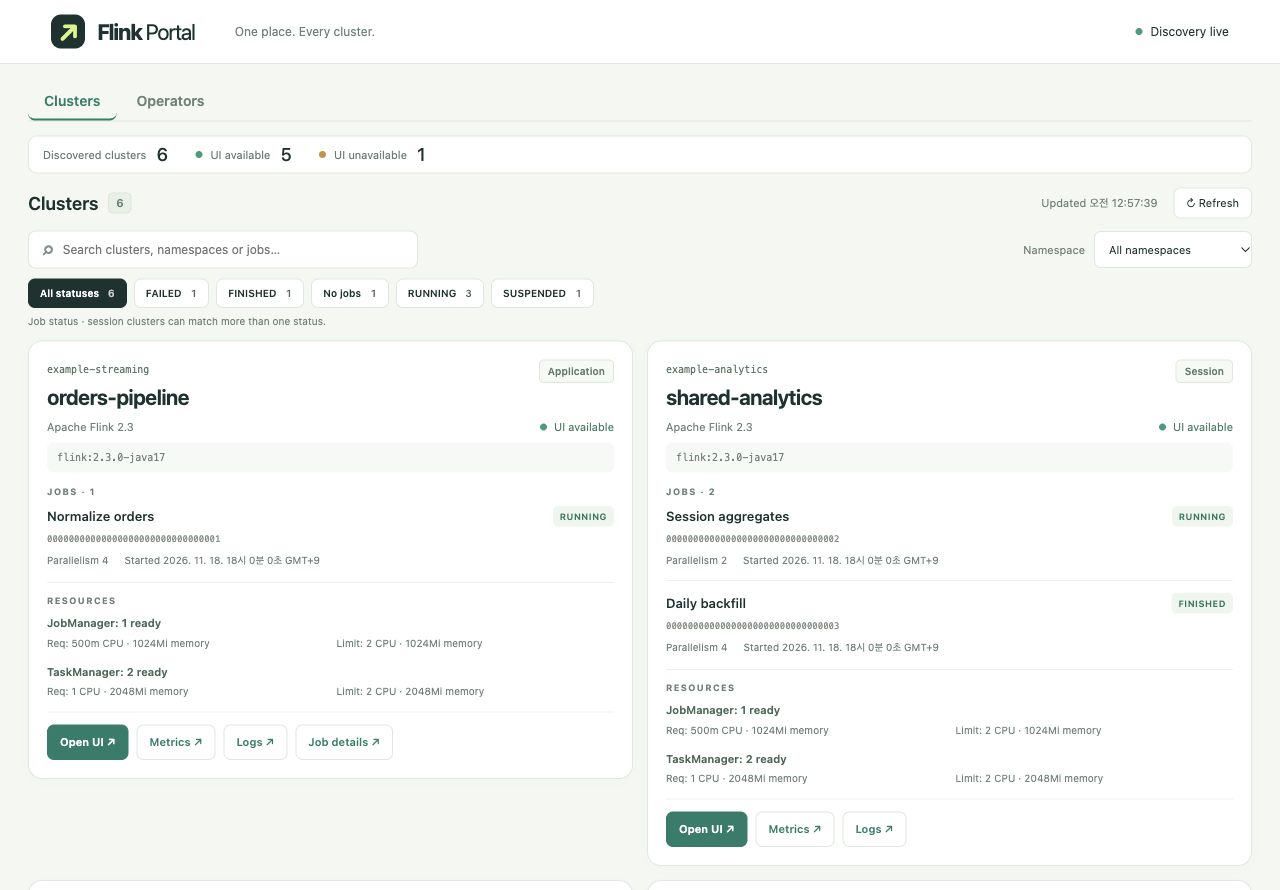 Flink Portal
One place. Every cluster.
Discovery live
Clusters
Operators
Discovered clusters 6
UI available 5
UI unavailable 1
Clusters 6
Updated 오전 12:57:39
↻ Refresh
Search clusters, namespaces or jobs...
Namespace
All namespaces
All statuses 6
FAILED 1
FINISHED 1
No jobs 1
RUNNING 3
SUSPENDED 1
Job status · session clusters can match more than one status.
example-streaming
Application
orders-pipeline
Apache Flink 2.3
UI available
flink:2.3.0-java17
JOBS · 1
Normalize orders
RUNNING
00000000000000000000000000000001
Parallelism 4 Started 2026. 11. 18. 18시 0분 0초 GMT+9
RESOURCES
JobManager: 1 ready
Req: 500m CPU · 1024Mi memory
Limit: 2 CPU · 1024Mi memory
TaskManager: 2 ready
Req: 1 CPU · 2048Mi memory
Limit: 2 CPU · 2048Mi memory
Open UI ↗
Metrics ↗
Logs ↗
Job details ↗
example-analytics
Session
shared-analytics
Apache Flink 2.3
UI available
flink:2.3.0-java17
JOBS · 2
Session aggregates
RUNNING
00000000000000000000000000000002
Parallelism 2 Started 2026. 11. 18. 18시 0분 0초 GMT+9
Daily backfill
FINISHED
00000000000000000000000000000003
Parallelism 4 Started 2026. 11. 18. 18시 0분 0초 GMT+9
RESOURCES
JobManager: 1 ready
Req: 500m CPU · 1024Mi memory
Limit: 2 CPU · 1024Mi memory
TaskManager: 2 ready
Req: 1 CPU · 2048Mi memory
Limit: 2 CPU · 2048Mi memory
Open UI ↗
Metrics ↗
Logs ↗